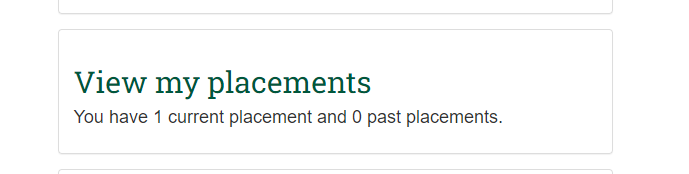 View my placements
You have 1 current placement and 0 past placements.